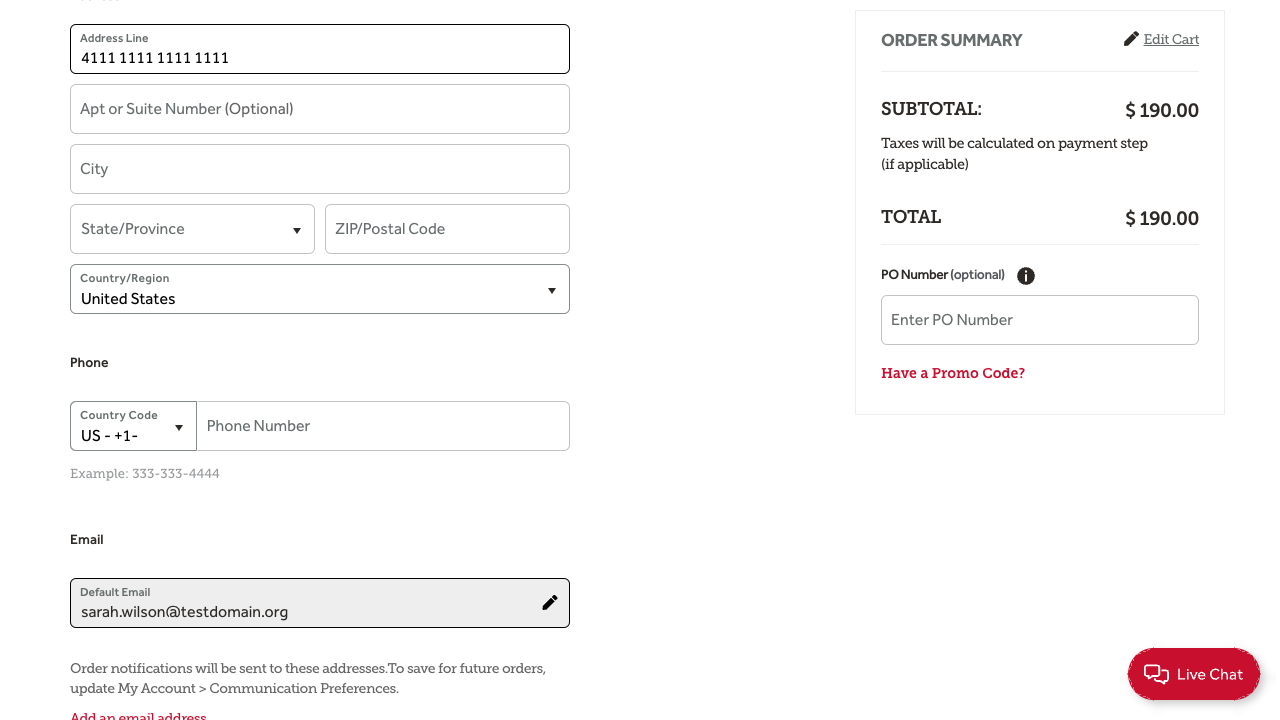 Address Line
4111 1111 1111 1111
Apt or Suite Number (Optional)
City
State/Province
ZIP/Postal Code
Country/Region
United States
Phone
Country Code
US - +1-
Phone Number
Example: 333-333-4444
Email
Default Email
sarah.wilson@testdomain.org
Order notifications will be sent to these addresses.To save for future orders,
update My Account > Communication Preferences.
Add an email address
ORDER SUMMARY
Edit Cart
SUBTOTAL:
$ 190.00
Taxes will be calculated on payment step
(if applicable)
TOTAL
$ 190.00
PO Number (optional)
Enter PO Number
Have a Promo Code?
Live Chat